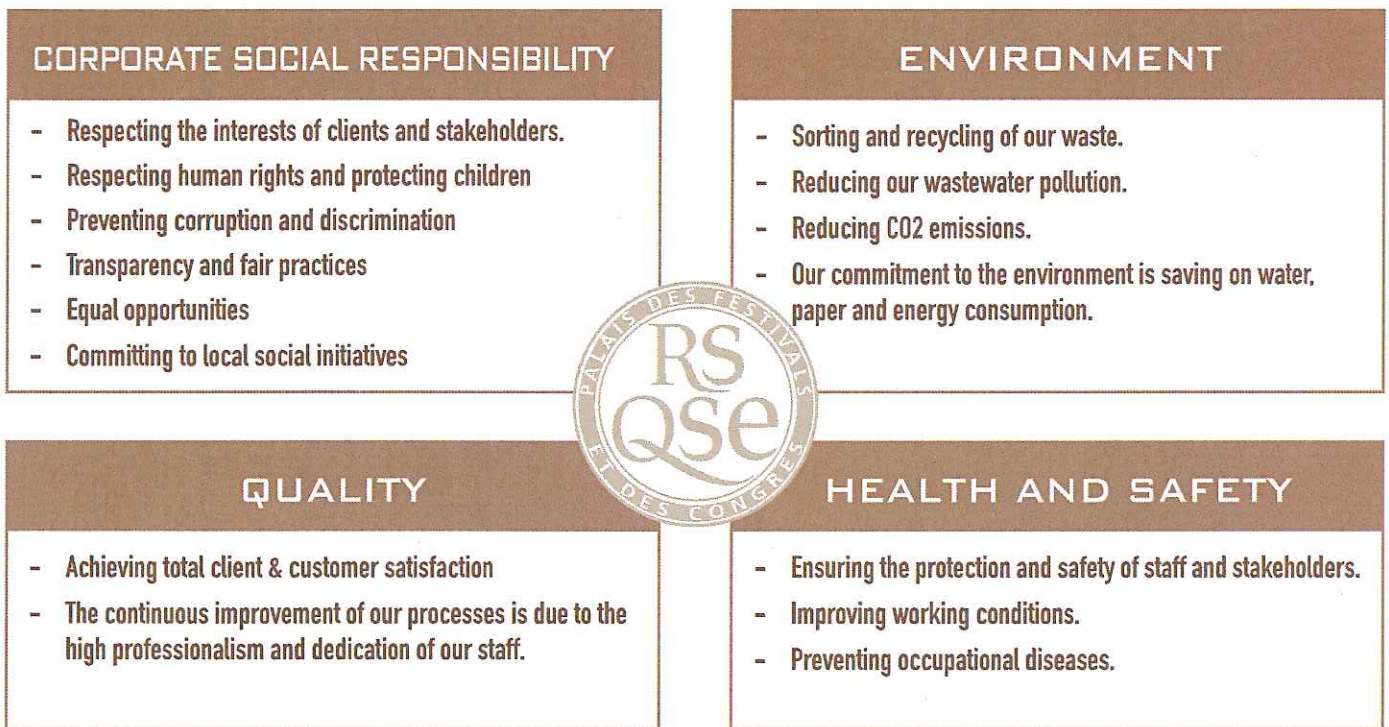 CORPORATE SOCIAL RESPONSIBILITY
- Respecting the interests of clients and stakeholders.
- Respecting human rights and protecting children
- Preventing corruption and discrimination
- Transparency and fair practices
- Equal opportunities
- Committing to local social initiatives
ENVIRONMENT
- Sorting and recycling of our waste.
- Reducing our wastewater pollution.
- Reducing CO2 emissions.
- Our commitment to the environment is saving on water,
paper and energy consumption.
PALAIS DES FESTIVALS
RS
QSe
ET DES CONGRES
QUALITY
- Achieving total client & customer satisfaction
- The continuous improvement of our processes is due to the
high professionalism and dedication of our staff.
HEALTH AND SAFETY
- Ensuring the protection and safety of staff and stakeholders.
- Improving working conditions.
- Preventing occupational diseases.